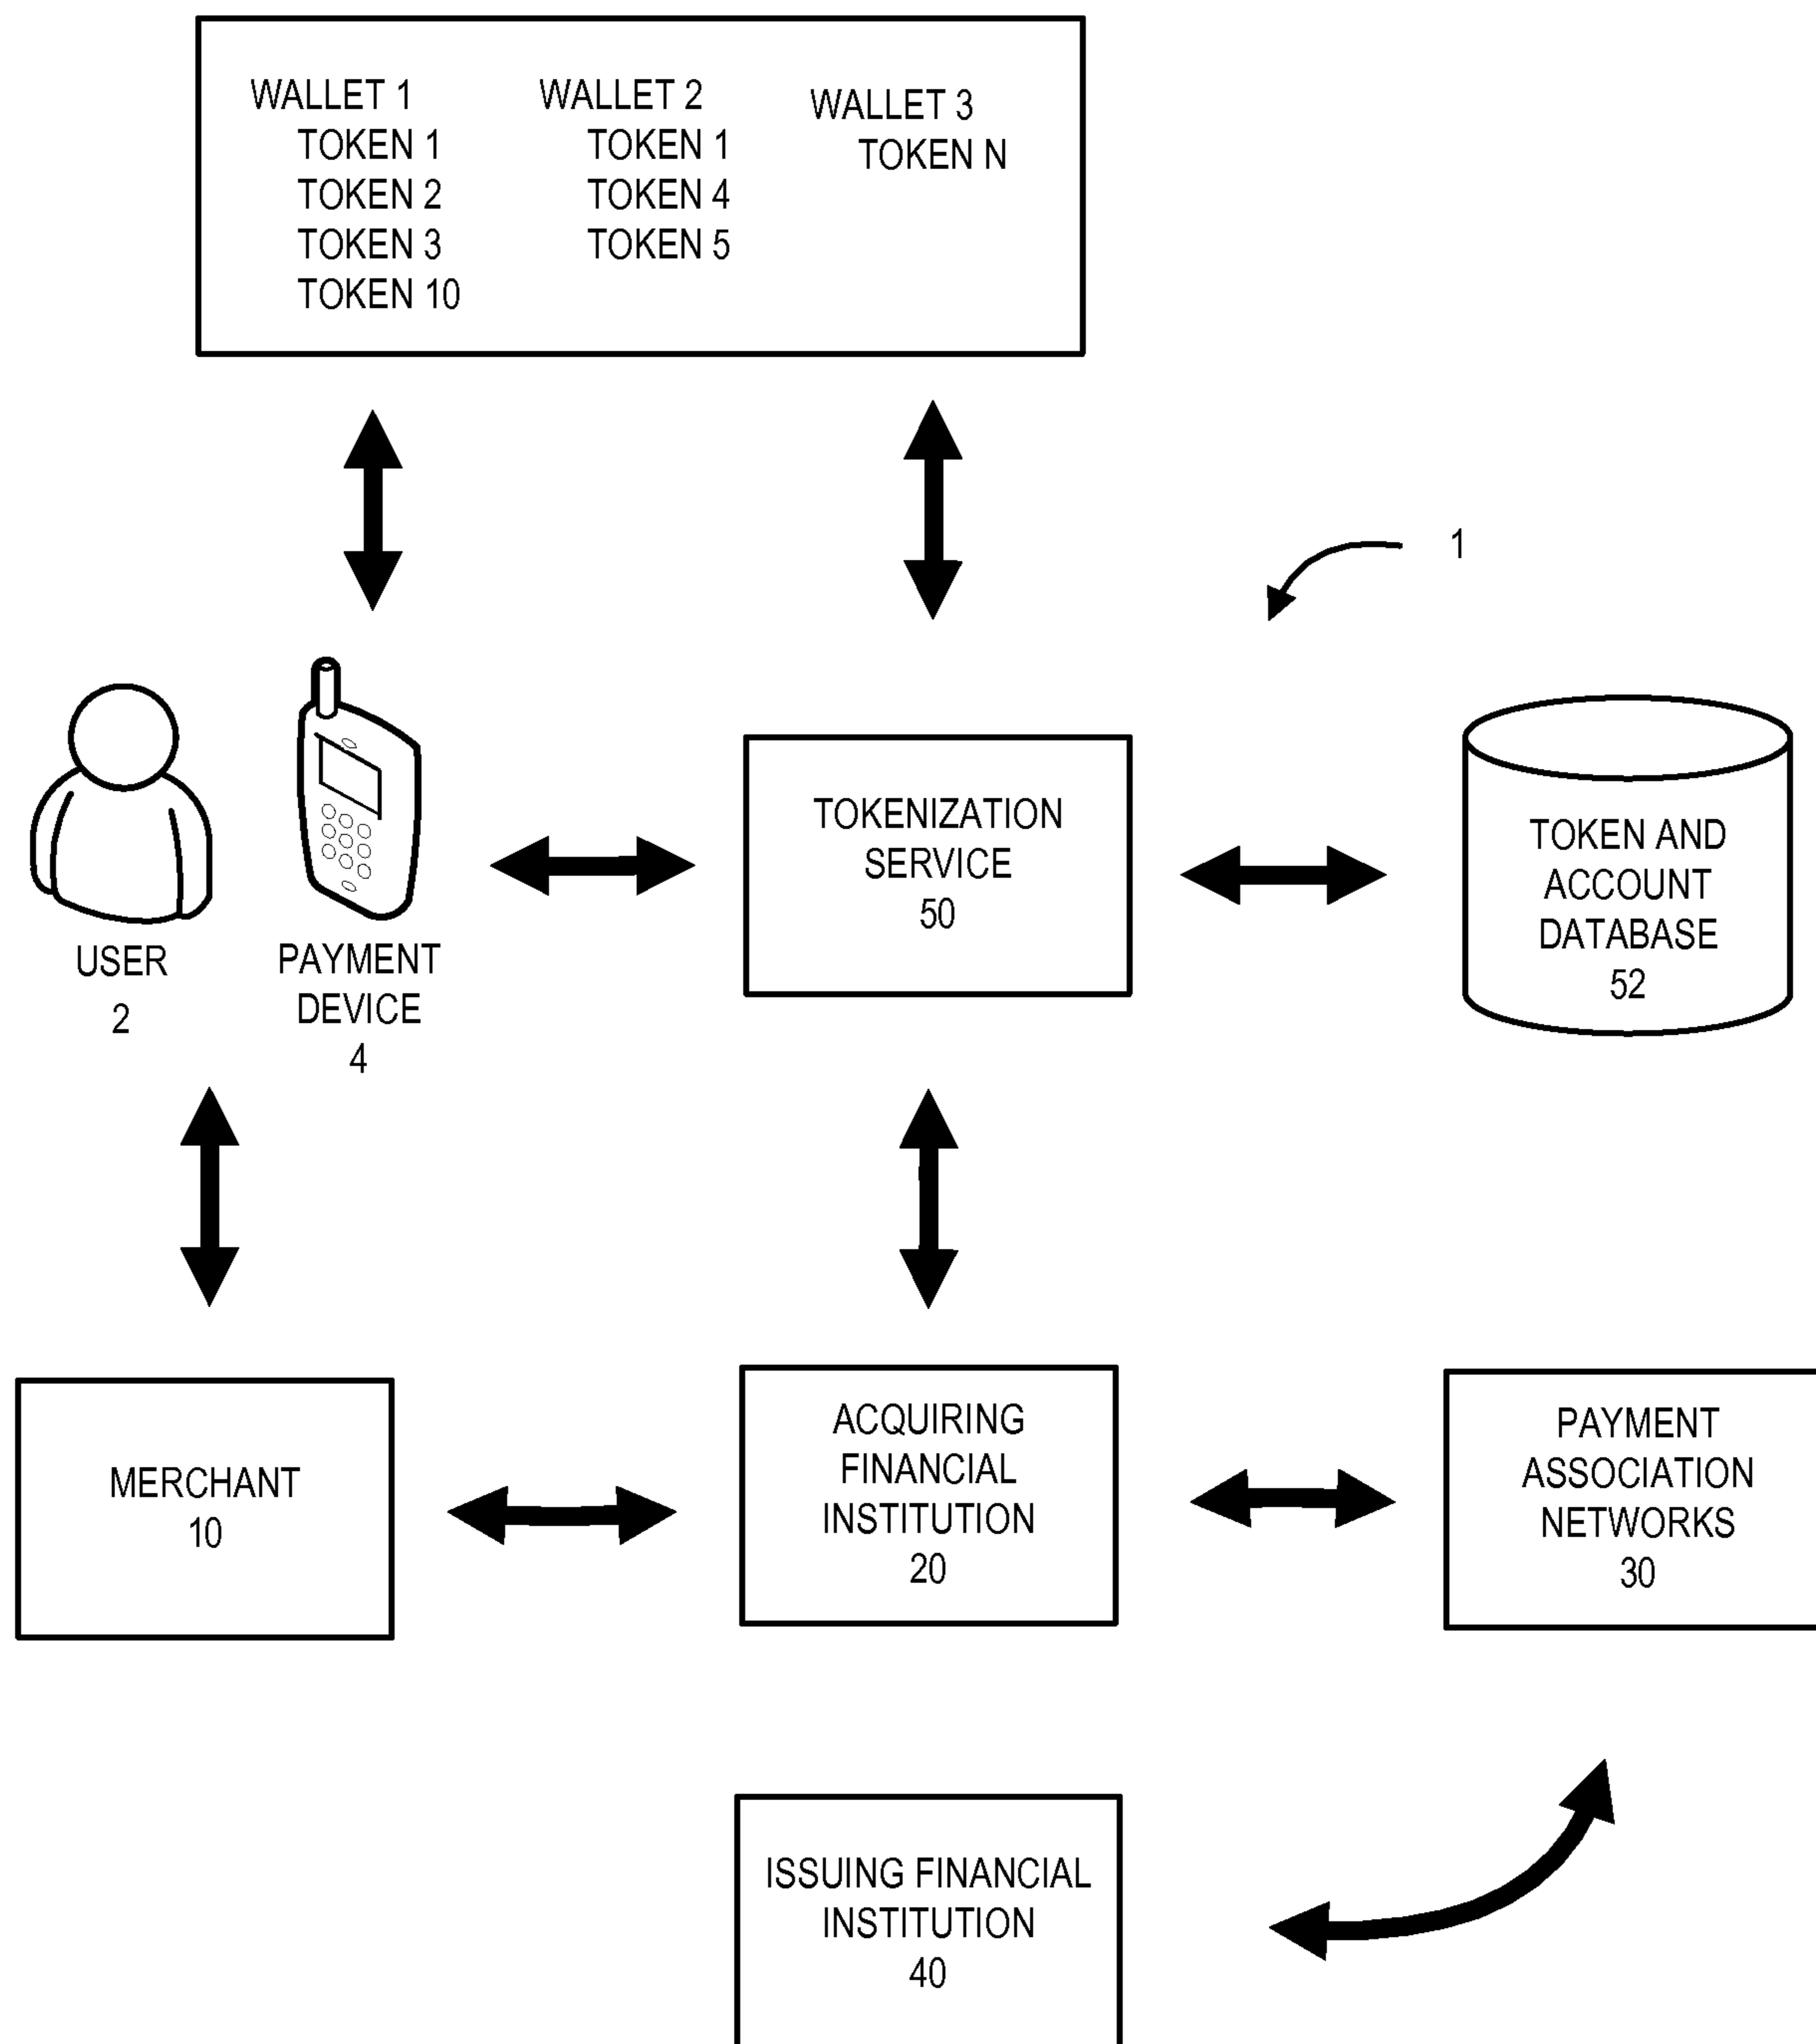 WALLET 1
TOKEN 1
TOKEN 2
TOKEN 3
TOKEN 10
WALLET 2
TOKEN 1
TOKEN 4
TOKEN 5
WALLET 3
TOKEN N
1
USER
2
PAYMENT
DEVICE
4
TOKENIZATION
SERVICE
50
TOKEN AND
ACCOUNT
DATABASE
52
MERCHANT
10
ACQUIRING
FINANCIAL
INSTITUTION
20
PAYMENT
ASSOCIATION
NETWORKS
30
ISSUING FINANCIAL
INSTITUTION
40